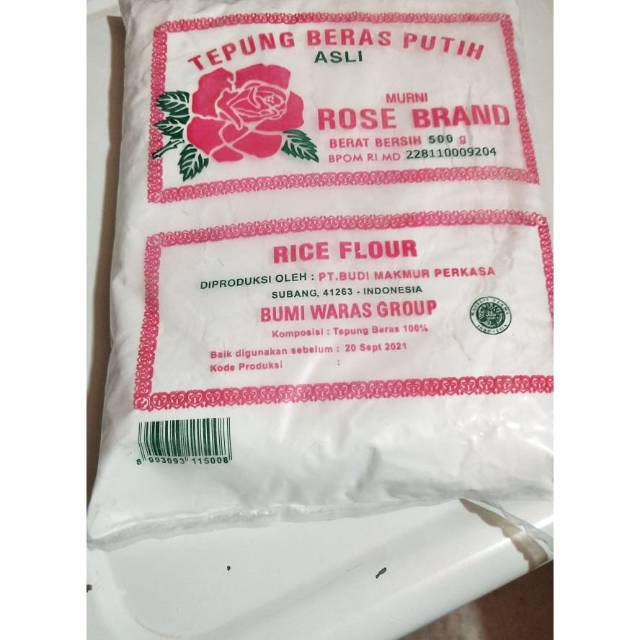 TEPUNG BERAS PUTIH
ASLI
MURNI
ROSE BRAND
BERAT BERSIH 500 g
BPOM RI MD 228110009204
RICE FLOUR
DIPRODUKSI OLEH : PT.BUDI MAKMUR PERKASA
SUBANG, 41263 - INDONESIA
BUMI WARAS GROUP
Komposisi : Tepung Beras 100%
Baik digunakan sebelum : 20 Sept 2021
Kode Produksi :
8 993093 115008